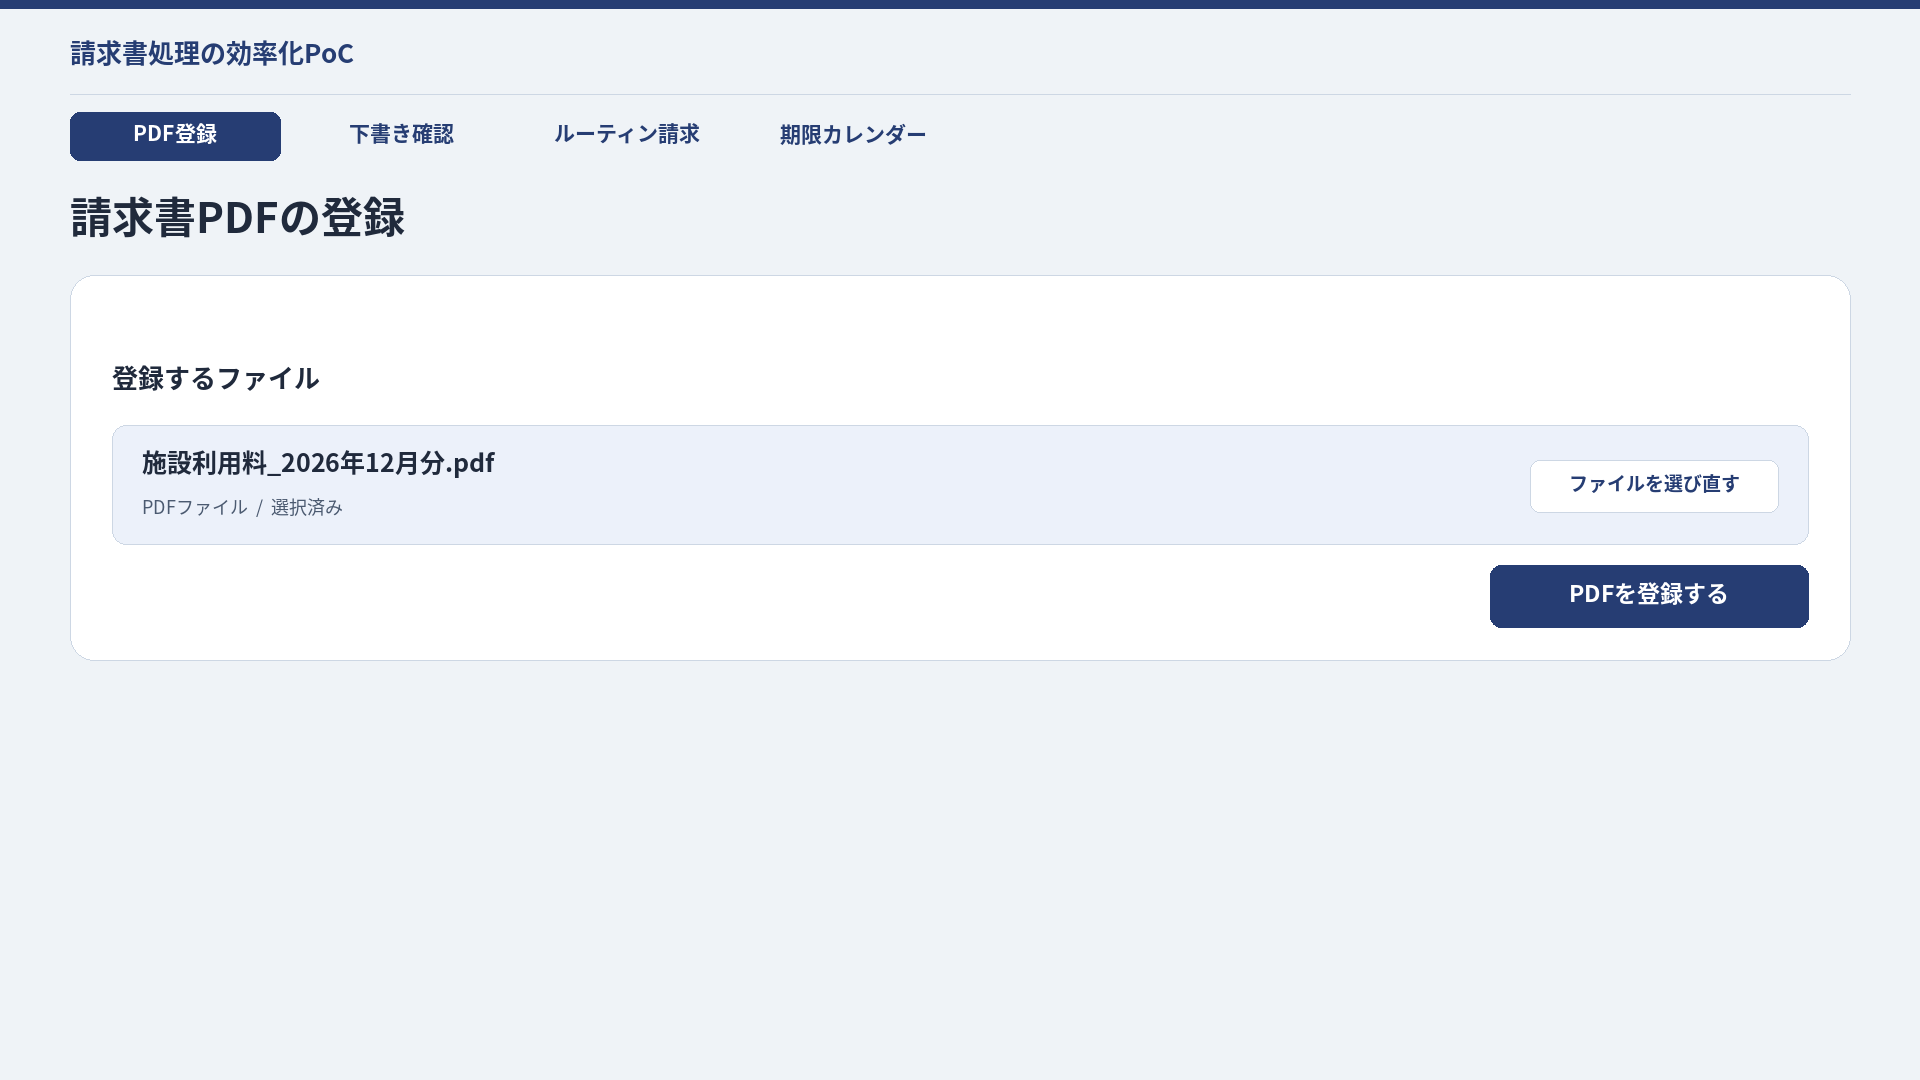 請求書処理の効率化PoC
PDF登録
下書き確認
ルーティン請求
期限カレンダー
請求書PDFの登録
登録するファイル
施設利用料_2026年12月分.pdf
PDFファイル / 選択済み
ファイルを選び直す
PDFを登録する